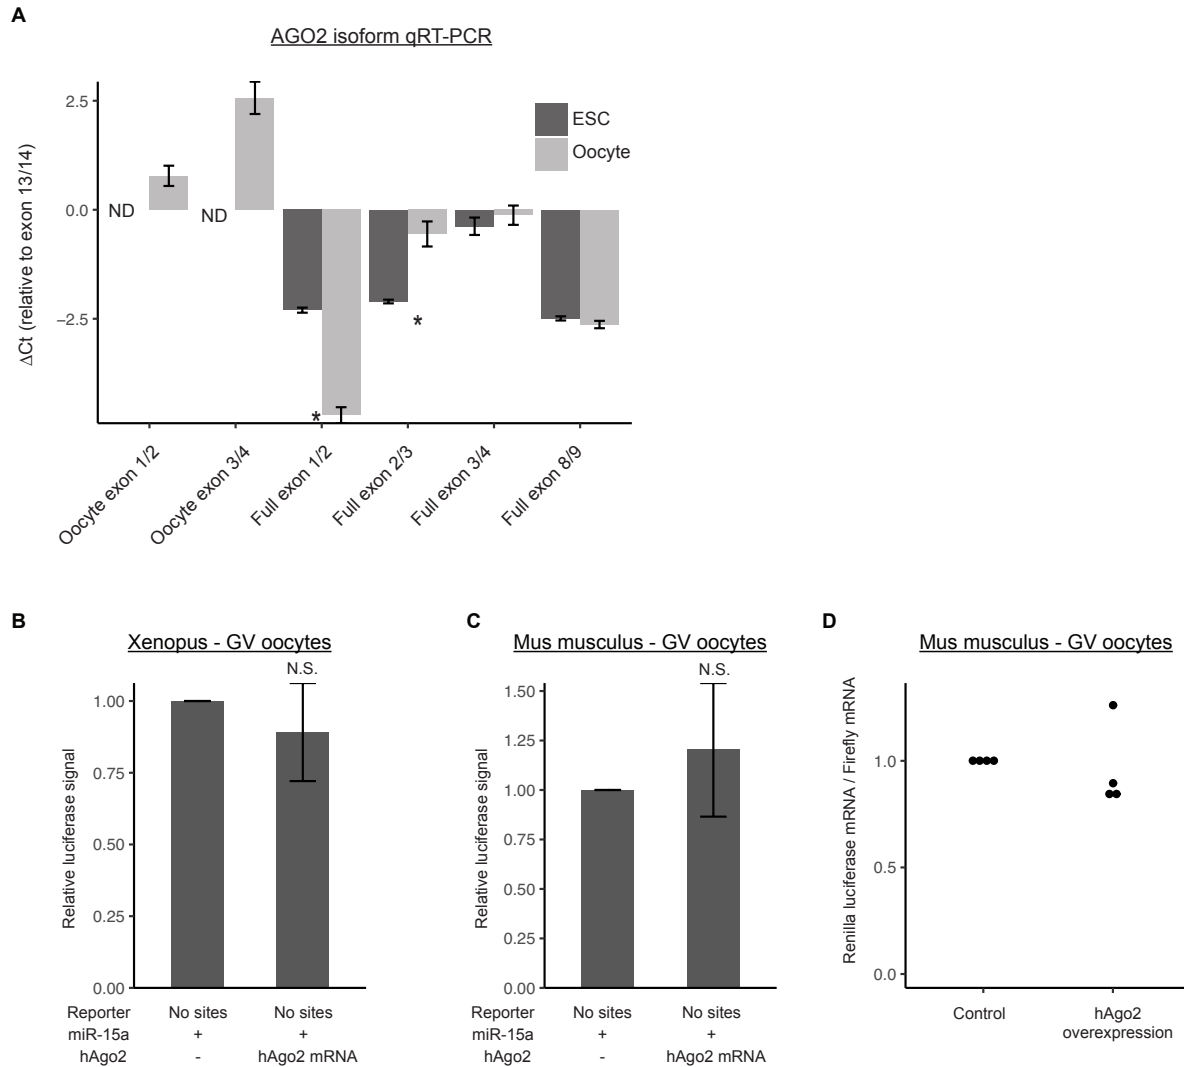 A
AGO2 isoform qRT-PCR
ΔCt (relative to exon 13/14)
2.5
0.0
−2.5
ND
ND
*
*
ESC
Oocyte
Oocyte exon 1/2
Oocyte exon 3/4
Full exon 1/2
Full exon 2/3
Full exon 3/4
Full exon 8/9
B
Xenopus - GV oocytes
N.S.
Relative luciferase signal
1.00
0.75
0.50
0.25
0.00
Reporter No sites No sites
miR-15a + +
hAgo2 - hAgo2 mRNA
C
Mus musculus - GV oocytes
N.S.
Relative luciferase signal
1.50
1.25
1.00
0.75
0.50
0.25
0.00
Reporter No sites No sites
miR-15a + +
hAgo2 - hAgo2 mRNA
D
Mus musculus - GV oocytes
Renilla luciferase mRNA / Firefly mRNA
1.0
0.5
0.0
Control
hAgo2
overexpression